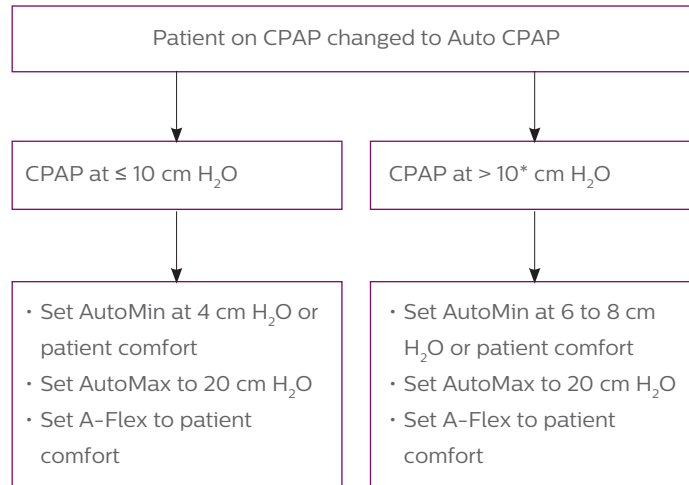 Patient on CPAP changed to Auto CPAP
CPAP at ≤ 10 cm H₂O
CPAP at > 10* cm H₂O
· Set AutoMin at 4 cm H₂O or
patient comfort
· Set AutoMax to 20 cm H₂O
· Set A-Flex to patient
comfort
· Set AutoMin at 6 to 8 cm
H₂O or patient comfort
· Set AutoMax to 20 cm H₂O
· Set A-Flex to patient
comfort